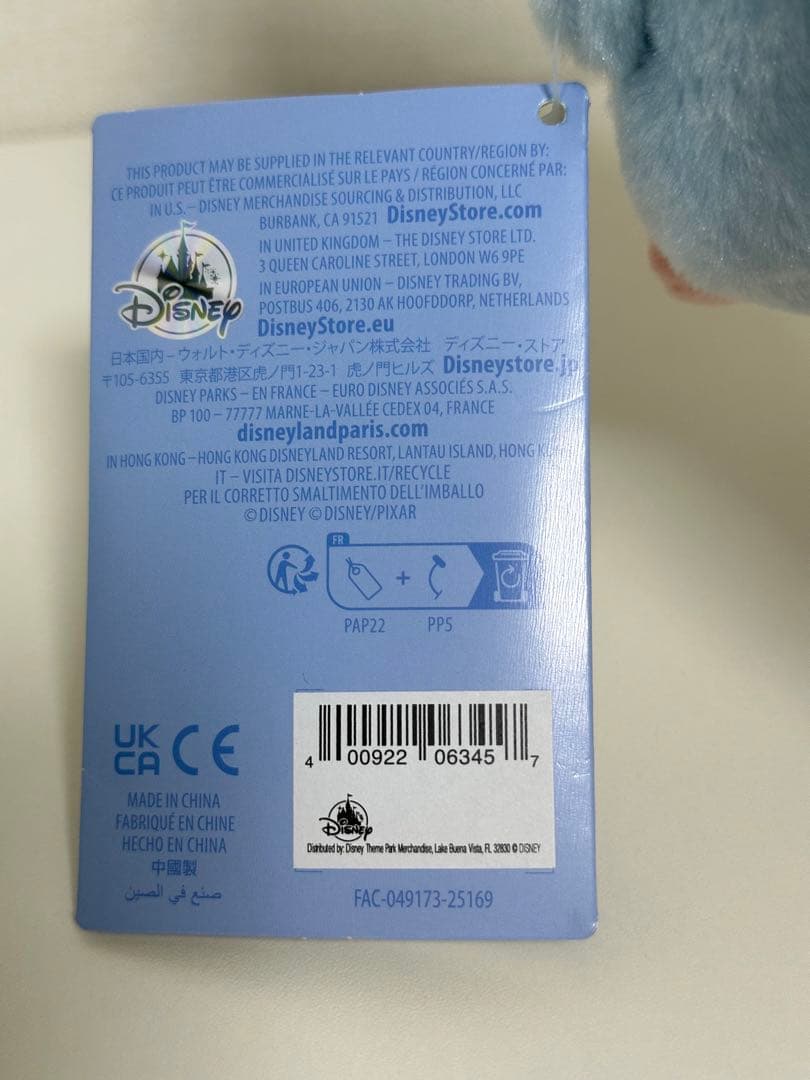 THIS PRODUCT MAY BE SUPPLIED IN THE RELEVANT COUNTRY/REGION BY:
CE PRODUIT PEUT ÊTRE COMMERCIALISÉ SUR LE PAYS / RÉGION CONCERNÉ PAR:
IN U.S. – DISNEY MERCHANDISE SOURCING & DISTRIBUTION, LLC
BURBANK, CA 91521 DisneyStore.com
IN UNITED KINGDOM – THE DISNEY STORE LTD.
3 QUEEN CAROLINE STREET, LONDON W6 9PE
IN EUROPEAN UNION – DISNEY TRADING BV,
POSTBUS 406, 2130 AK HOOFDDORP, NETHERLANDS
DisneyStore.eu
Disney
日本国内 – ウォルト・ディズニー・ジャパン株式会社 ディズニー・ストア
〒105-6355 東京都港区虎ノ門1-23-1 虎ノ門ヒルズ Disneystore.jp
DISNEY PARKS – EN FRANCE – EURO DISNEY ASSOCIÉS S.A.S.
BP 100 – 77777 MARNE-LA-VALLÉE CEDEX 04, FRANCE
disneylandparis.com
IN HONG KONG – HONG KONG DISNEYLAND RESORT, LANTAU ISLAND, HONG
IT – VISITA DISNEYSTORE.IT/RECYCLE
PER IL CORRETTO SMALTIMENTO DELL'IMBALLO
© DISNEY © DISNEY/PIXAR
FR
+
PAP22 PP5
4 00922 06345 7
Disney
Distributed by: Disney Theme Park Merchandise, Lake Buena Vista, FL 32830 © DISNEY
UK CA CE
MADE IN CHINA
FABRIQUÉ EN CHINE
HECHO EN CHINA
中國製
صنع في الصين
FAC-049173-25169